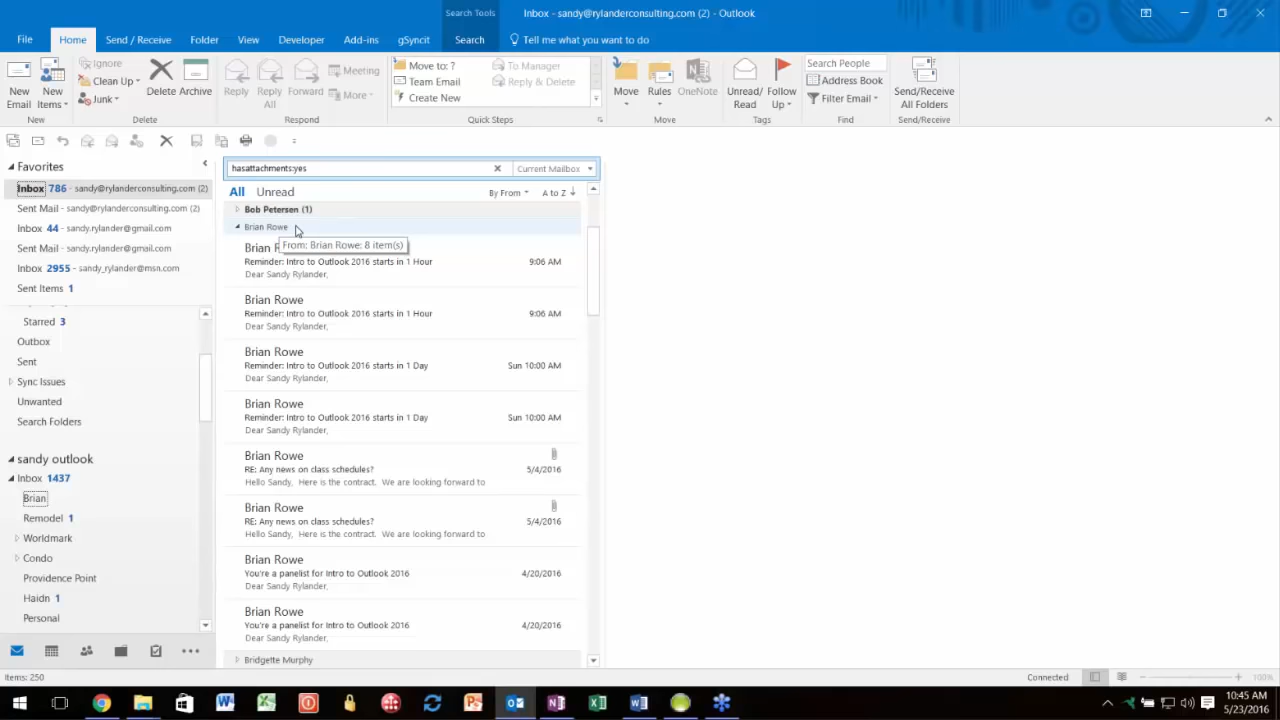 Search Tools
Inbox - sandy@rylanderconsulting.com (2) - Outlook
File Home Send / Receive Folder View Developer Add-ins gSyncit Search Tell me what you want to do
New Email
New Items
New
Ignore
Clean Up
Junk
Delete
Archive
Delete
Reply
Reply All
Forward
Meeting
More
Respond
Move to: ?
Team Email
Create New
To Manager
Reply & Delete
Quick Steps
Move
Rules
OneNote
Move
Unread/ Read
Follow Up
Tags
Search People
Address Book
Filter Email
Find
Send/Receive All Folders
Send/Receive
Favorites
Inbox 786 - sandy@rylanderconsulting.com (2)
Sent Mail - sandy@rylanderconsulting.com (2)
Inbox 44 - sandy.rylander@gmail.com
Sent Mail - sandy.rylander@gmail.com
Inbox 2955 - sandy_rylander@msn.com
Sent Items 1
Starred 3
Outbox
Sent
Sync Issues
Unwanted
Search Folders
sandy outlook
Inbox 1437
Brian
Remodel 1
Worldmark
Condo
Providence Point
Haidn 1
Personal
hasattachments:yes
Current Mailbox
All Unread
By From A to Z
Bob Petersen (1)
Brian Rowe
From: Brian Rowe: 8 item(s)
Brian R
Reminder: Intro to Outlook 2016 starts in 1 Hour 9:06 AM
Dear Sandy Rylander,
Brian Rowe
Reminder: Intro to Outlook 2016 starts in 1 Hour 9:06 AM
Dear Sandy Rylander,
Brian Rowe
Reminder: Intro to Outlook 2016 starts in 1 Day Sun 10:00 AM
Dear Sandy Rylander,
Brian Rowe
Reminder: Intro to Outlook 2016 starts in 1 Day Sun 10:00 AM
Dear Sandy Rylander,
Brian Rowe
RE: Any news on class schedules? 5/4/2016
Hello Sandy, Here is the contract. We are looking forward to
Brian Rowe
RE: Any news on class schedules? 5/4/2016
Hello Sandy, Here is the contract. We are looking forward to
Brian Rowe
You're a panelist for Intro to Outlook 2016 4/20/2016
Dear Sandy Rylander,
Brian Rowe
You're a panelist for Intro to Outlook 2016 4/20/2016
Dear Sandy Rylander,
Bridgette Murphy
Items: 250
Connected
100%
10:45 AM
5/23/2016